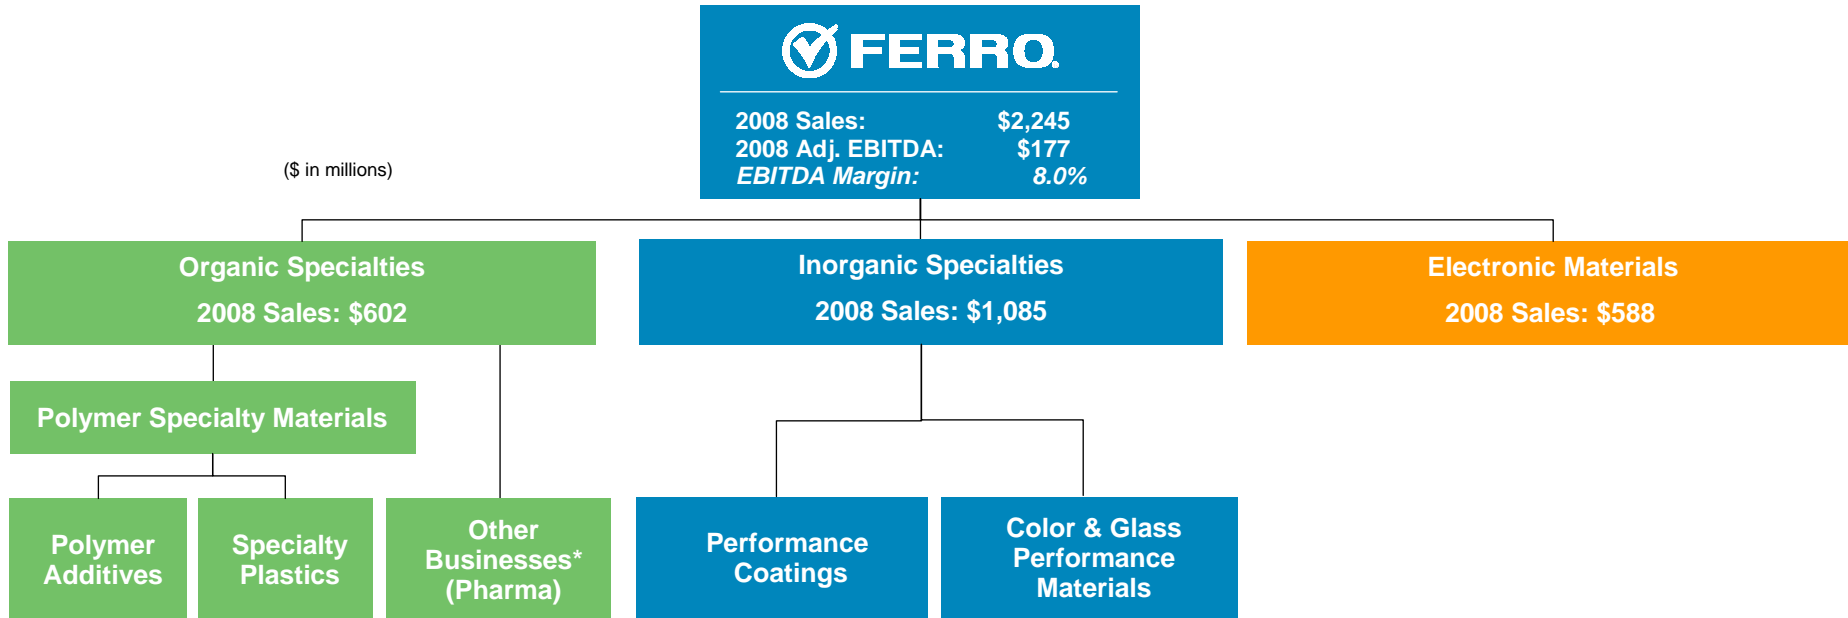 FERRO.
2008 Sales: $2,245
2008 Adj. EBITDA: $177
EBITDA Margin: 8.0%
($ in millions)
Organic Specialties
2008 Sales: $602
Inorganic Specialties
2008 Sales: $1,085
Electronic Materials
2008 Sales: $588
Polymer Specialty Materials
Polymer
Additives
Specialty
Plastics
Other
Businesses*
(Pharma)
Performance
Coatings
Color & Glass
Performance
Materials